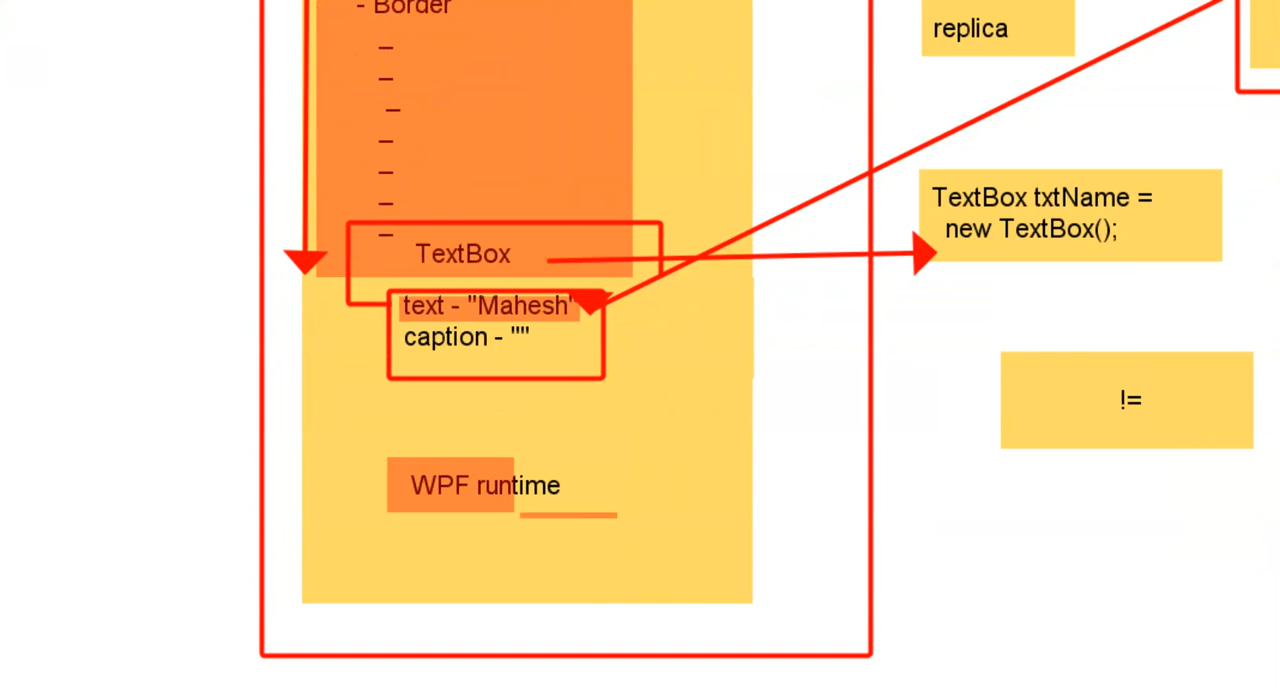 - Border
–
–
–
–
–
–
–
TextBox
text - "Mahesh"
caption - ""
WPF runtime
replica
TextBox txtName =
new TextBox();
!=